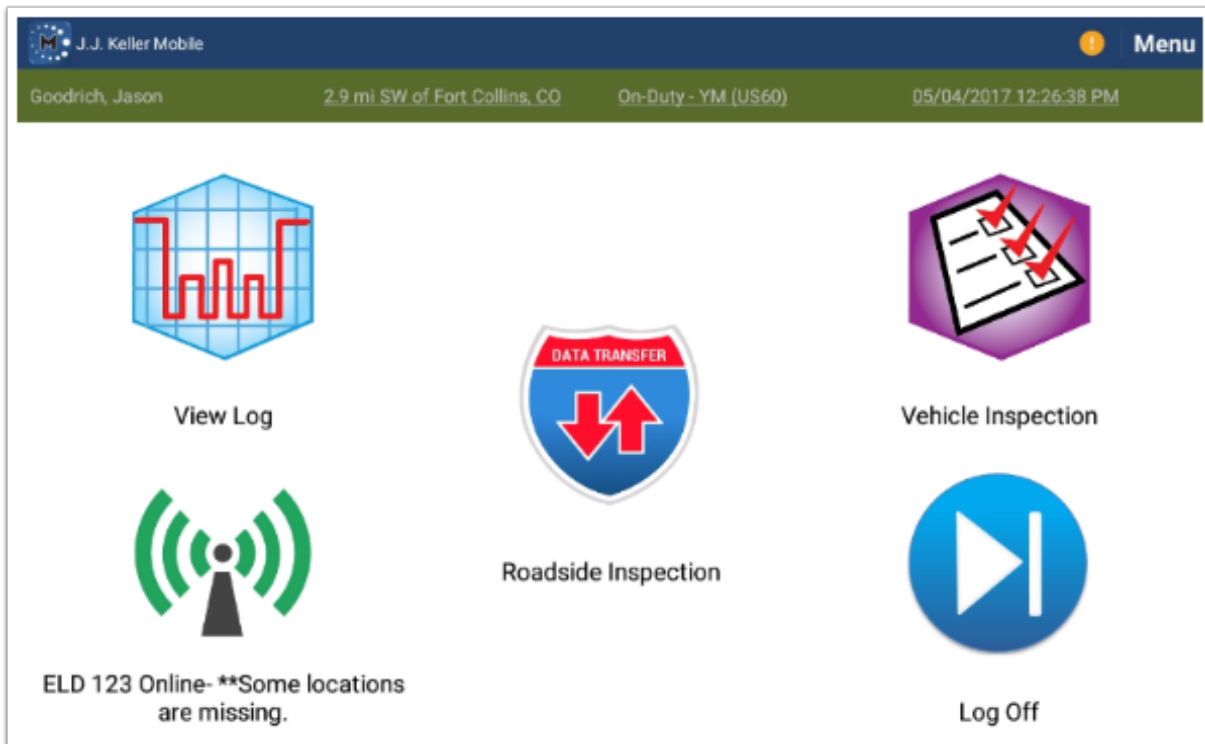 M J.J. Keller Mobile ! Menu
Goodrich, Jason 2.9 mi SW of Fort Collins, CO On-Duty - YM (US60) 05/04/2017 12:26:38 PM
View Log
DATA TRANSFER
Roadside Inspection
Vehicle Inspection
ELD 123 Online- **Some locations
are missing.
Log Off